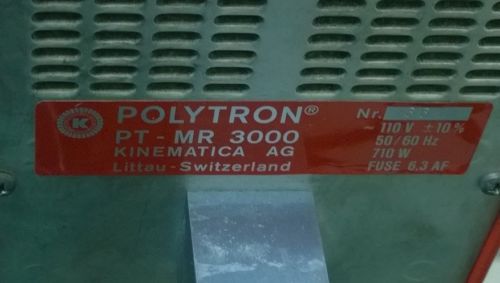 K
POLYTRON®
PT-MR 3000
KINEMATICA AG
Littau-Switzerland
Nr.
~ 110 V ± 10%
50/60 Hz
710 W
FUSE 6,3 AF